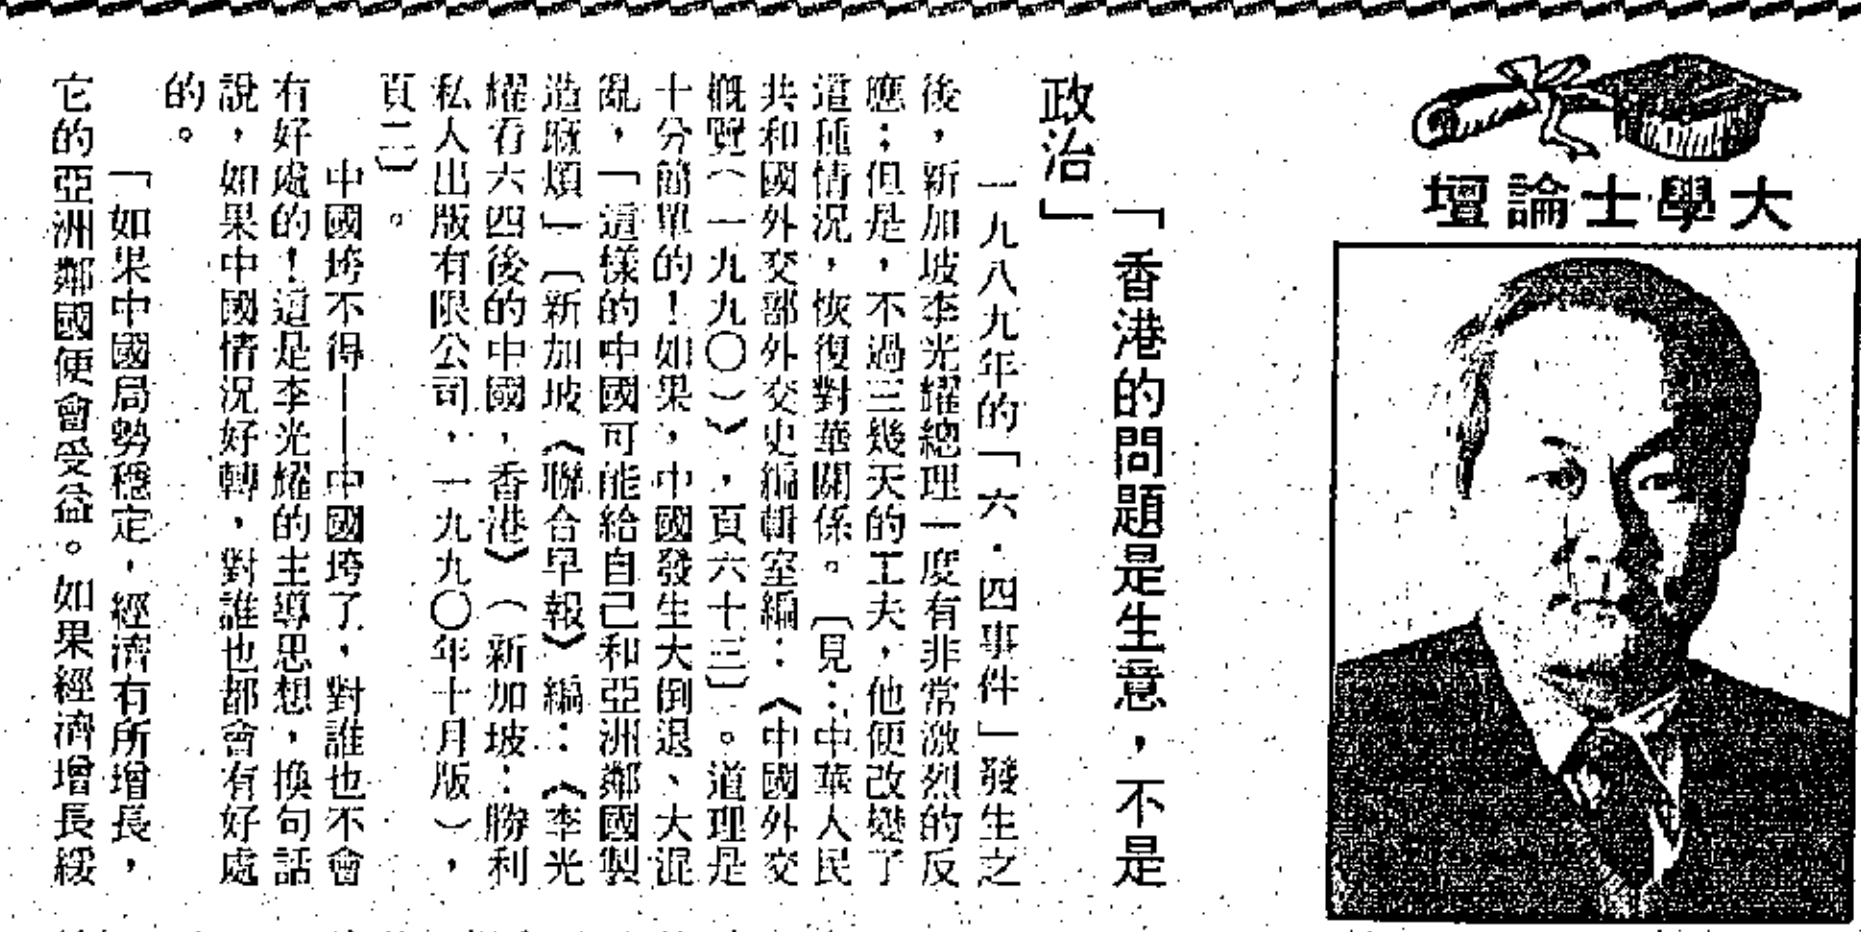 大學士論壇
「香港的問題是生意，不是
政治」
一九八九年的「六．四事件」發生之
後，新加坡李光耀總理一度有非常激烈的反
應；但是，不過三幾天的工夫，他便改變了
這種情況，恢復對華關係。〔見：中華人民
共和國外交部外交史編輯室編：《中國外交
概覽（一九九〇）》，頁六十三〕。道理是
十分簡單的！如果，中國發生大倒退、大混
亂，「這樣的中國可能給自己和亞洲鄰國製
造麻煩」〔新加坡《聯合早報》編：《李光
耀看六四後的中國，香港》（新加坡：勝利
私人出版有限公司，一九九〇年十月版），
頁二〕。
中國垮不得──中國垮了，對誰也不會
有好處的！這是李光耀的主導思想，換句話
說，如果中國情況好轉，對誰也都會有好處
的。
「如果中國局勢穩定，經濟有所增長，
它的亞洲鄰國便會受益。如果經濟增長緩